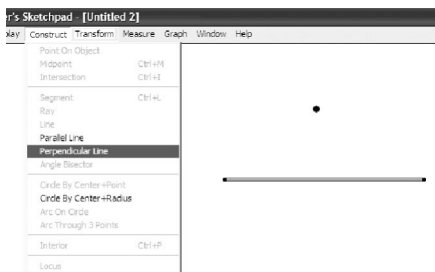 er's Sketchpad - [Untitled 2]
play Construct Transform Measure Graph Window Help
Point On Object
Midpoint Ctrl+M
Intersection Ctrl+I
Segment Ctrl+L
Ray
Line
Parallel Line
Perpendicular Line
Angle Bisector
Circle By Center+Point
Circle By Center+Radius
Arc On Circle
Arc Through 3 Points
Interior Ctrl+P
Locus